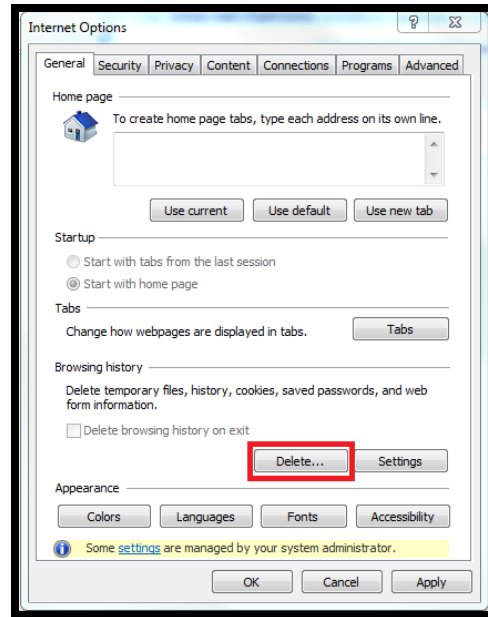 Internet Options
General Security Privacy Content Connections Programs Advanced
Home page
To create home page tabs, type each address on its own line.
Use current Use default Use new tab
Startup
Start with tabs from the last session
Start with home page
Tabs
Change how webpages are displayed in tabs. Tabs
Browsing history
Delete temporary files, history, cookies, saved passwords, and web
form information.
Delete browsing history on exit
Delete... Settings
Appearance
Colors Languages Fonts Accessibility
Some settings are managed by your system administrator.
OK Cancel Apply